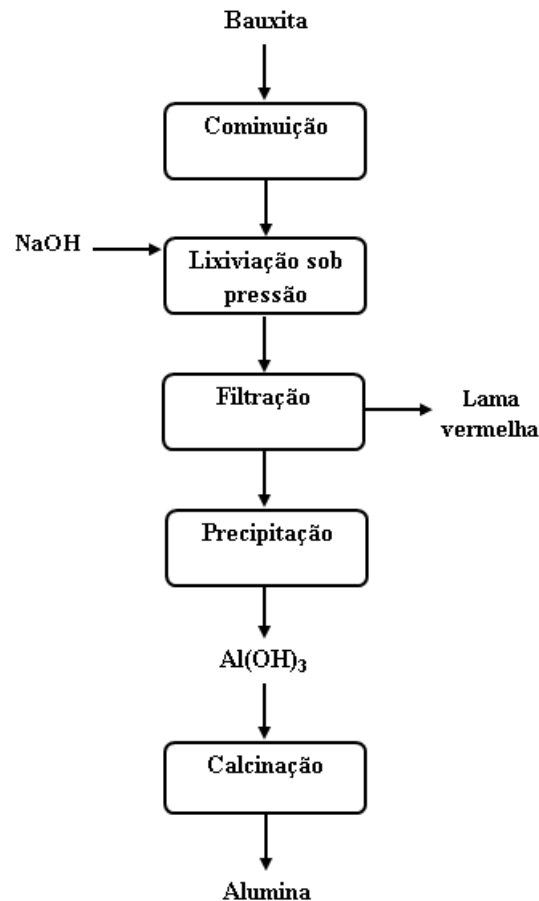 Bauxita
Cominuição
NaOH
Lixiviação sob
pressão
Filtração
Lama
vermelha
Precipitação
Al(OH)₃
Calcinação
Alumina